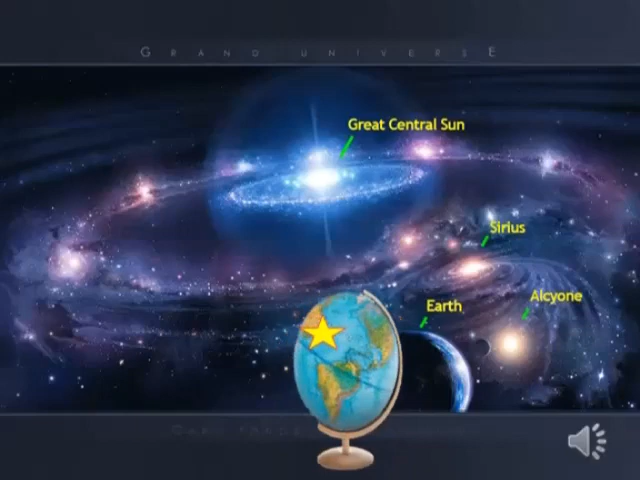 GRAND UNIVERSE
Great Central Sun
Sirius
Alcyone
Earth